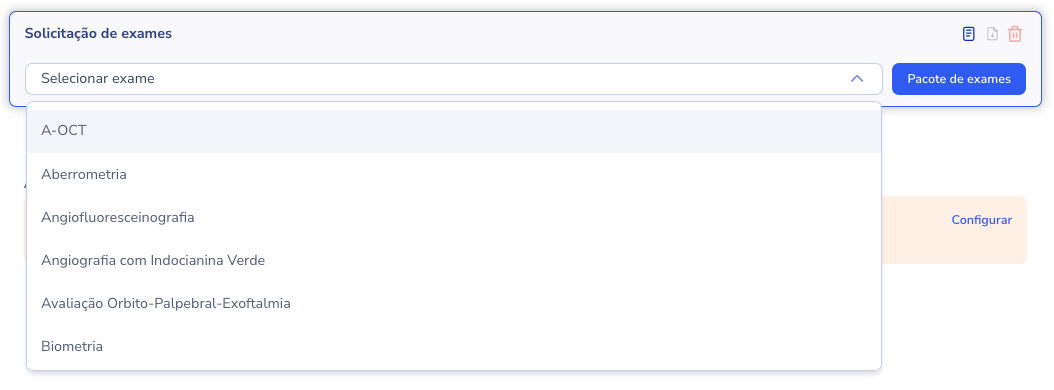 Solicitação de exames
Selecionar exame
Pacote de exames
A-OCT
Aberrometria
Angiofluoresceinografia
Configurar
Angiografia com Indocianina Verde
Avaliação Orbito-Palpebral-Exoftalmia
Biometria